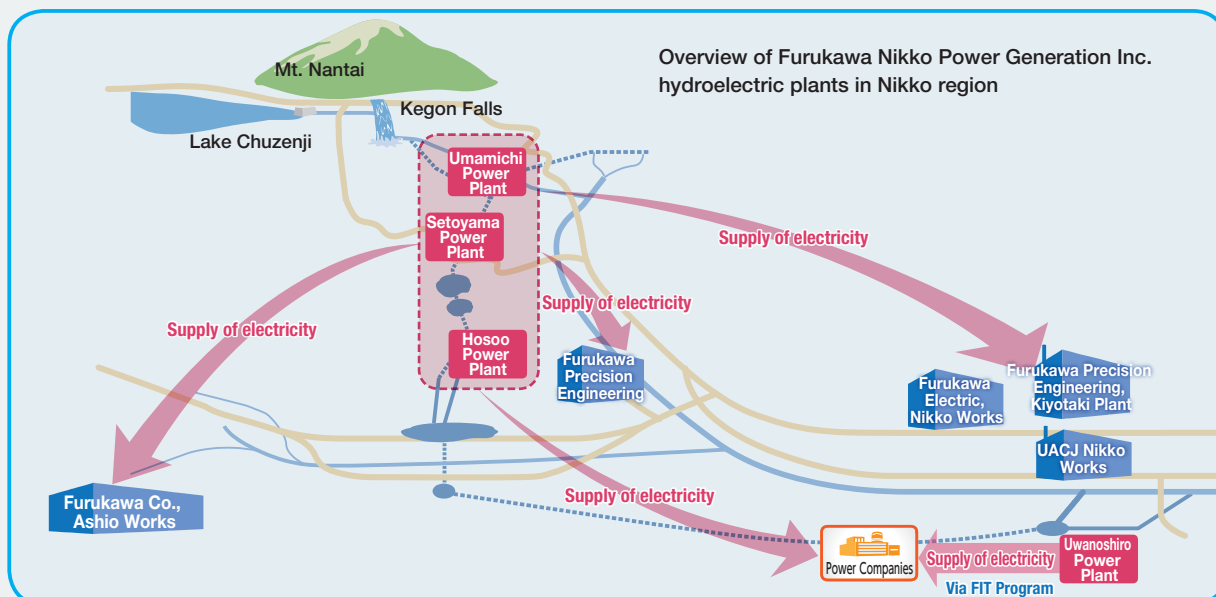 Overview of Furukawa Nikko Power Generation Inc.
hydroelectric plants in Nikko region
Mt. Nantai
Kegon Falls
Lake Chuzenji
Umamichi
Power
Plant
Setoyama
Power
Plant
Supply of electricity
Supply of electricity
Supply of electricity
Hosoo
Power
Plant
Furukawa
Precision
Engineering
Furukawa
Electric,
Nikko Works
Furukawa Precision
Engineering,
Kiyotaki Plant
UACJ Nikko
Works
Furukawa Co.,
Ashio Works
Supply of electricity
Power Companies
Supply of electricity
Uwanoshiro
Power
Plant
Via FIT Program